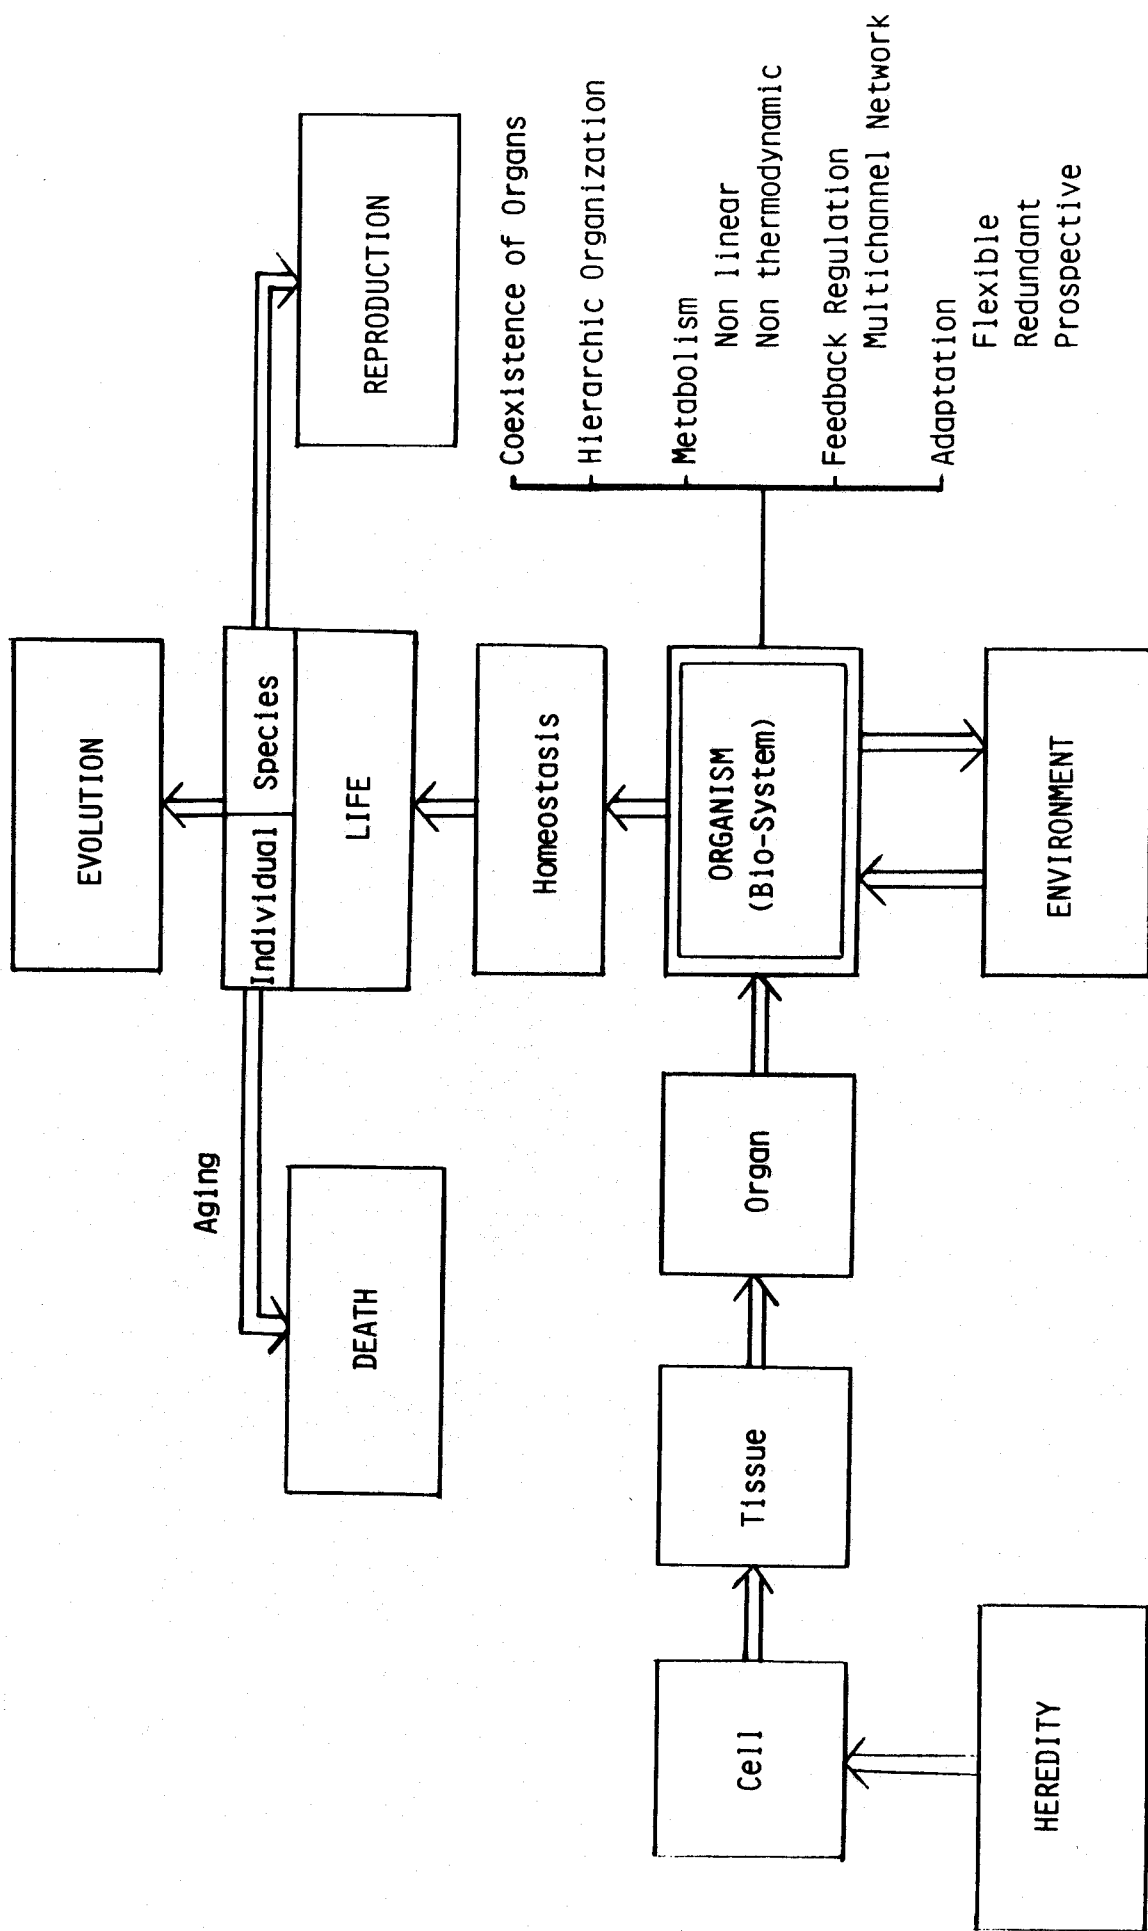 EVOLUTION
Aging
Individual
Species
LIFE
DEATH
REPRODUCTION
Homeostasis
Coexistence of Organs
Hierarchic Organization
Metabolism
Non linear
Non thermodynamic
Feedback Regulation
Multichannel Network
Adaptation
Flexible
Redundant
Prospective
Cell
Tissue
Organ
ORGANISM
(Bio-System)
HEREDITY
ENVIRONMENT